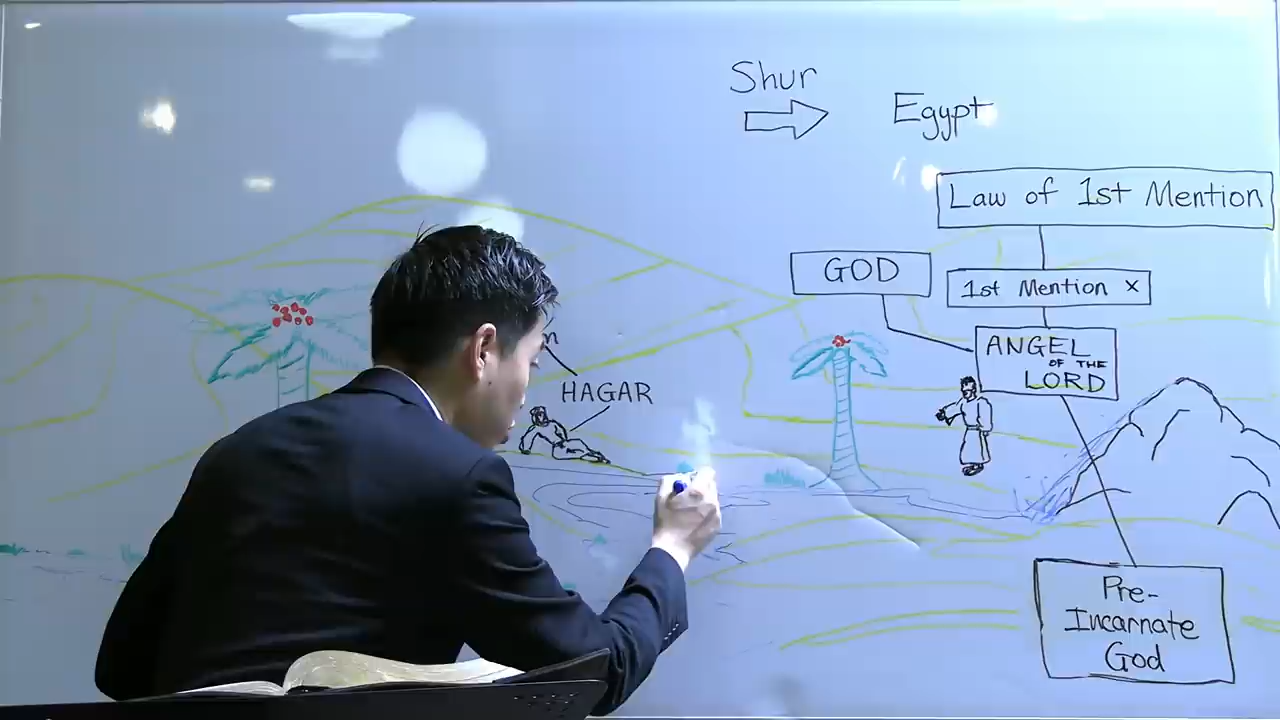 Shur
Egypt
Law of 1st Mention
GOD
1st Mention x
ANGEL
OF THE
LORD
HAGAR
Pre-
Incarnate
God